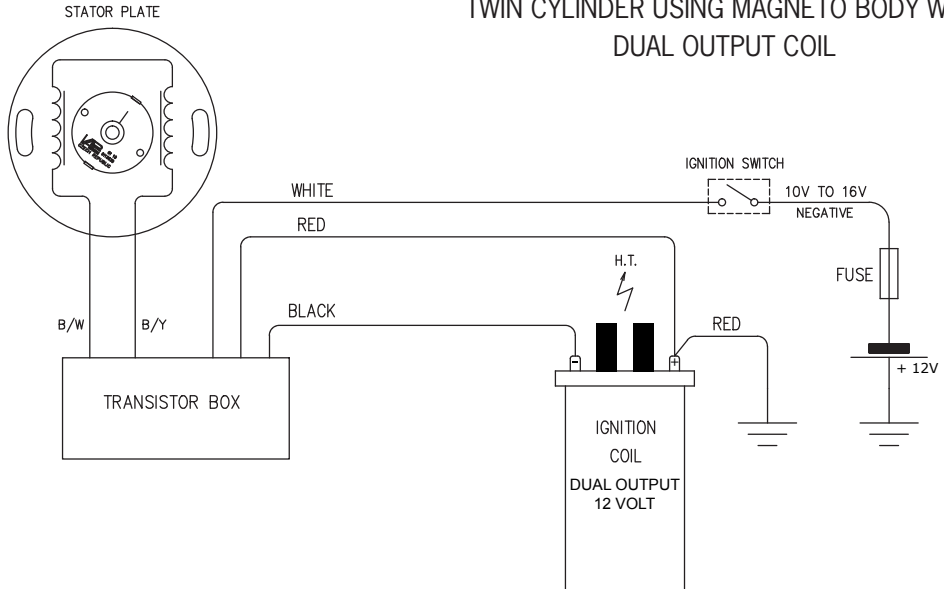 STATOR PLATE
TWIN CYLINDER USING MAGNETO BODY
DUAL OUTPUT COIL
IGNITION SWITCH
WHITE
10V TO 16V
NEGATIVE
RED
H.T.
FUSE
BLACK
RED
B/W
B/Y
+ 12V
TRANSISTOR BOX
IGNITION
COIL
DUAL OUTPUT
12 VOLT